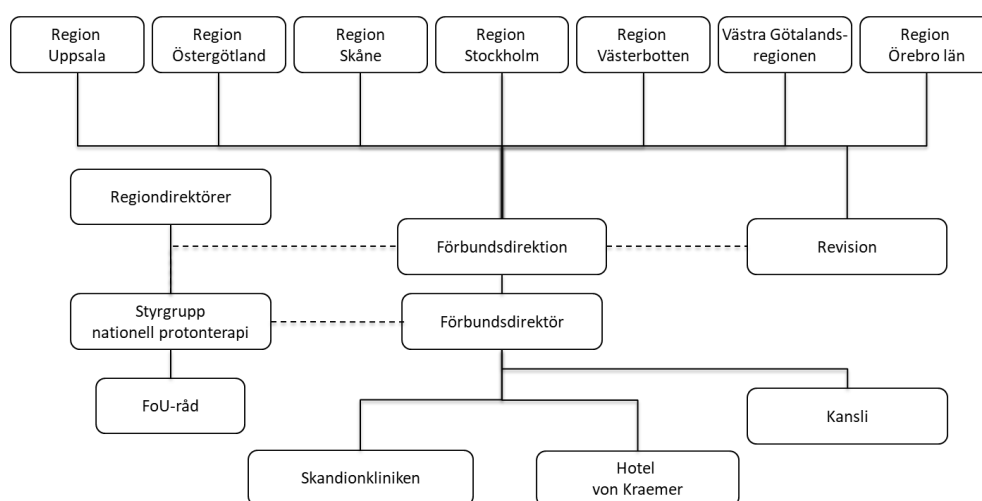 Region
Uppsala
Region
Östergötland
Region
Skåne
Region
Stockholm
Region
Västerbotten
Västra Götalands-
regionen
Region
Örebro län
Regiondirektörer
Förbundsdirektion
Revision
Styrgrupp
nationell protonterapi
Förbundsdirektör
FoU-råd
Kansli
Skandionkliniken
Hotel
von Kraemer